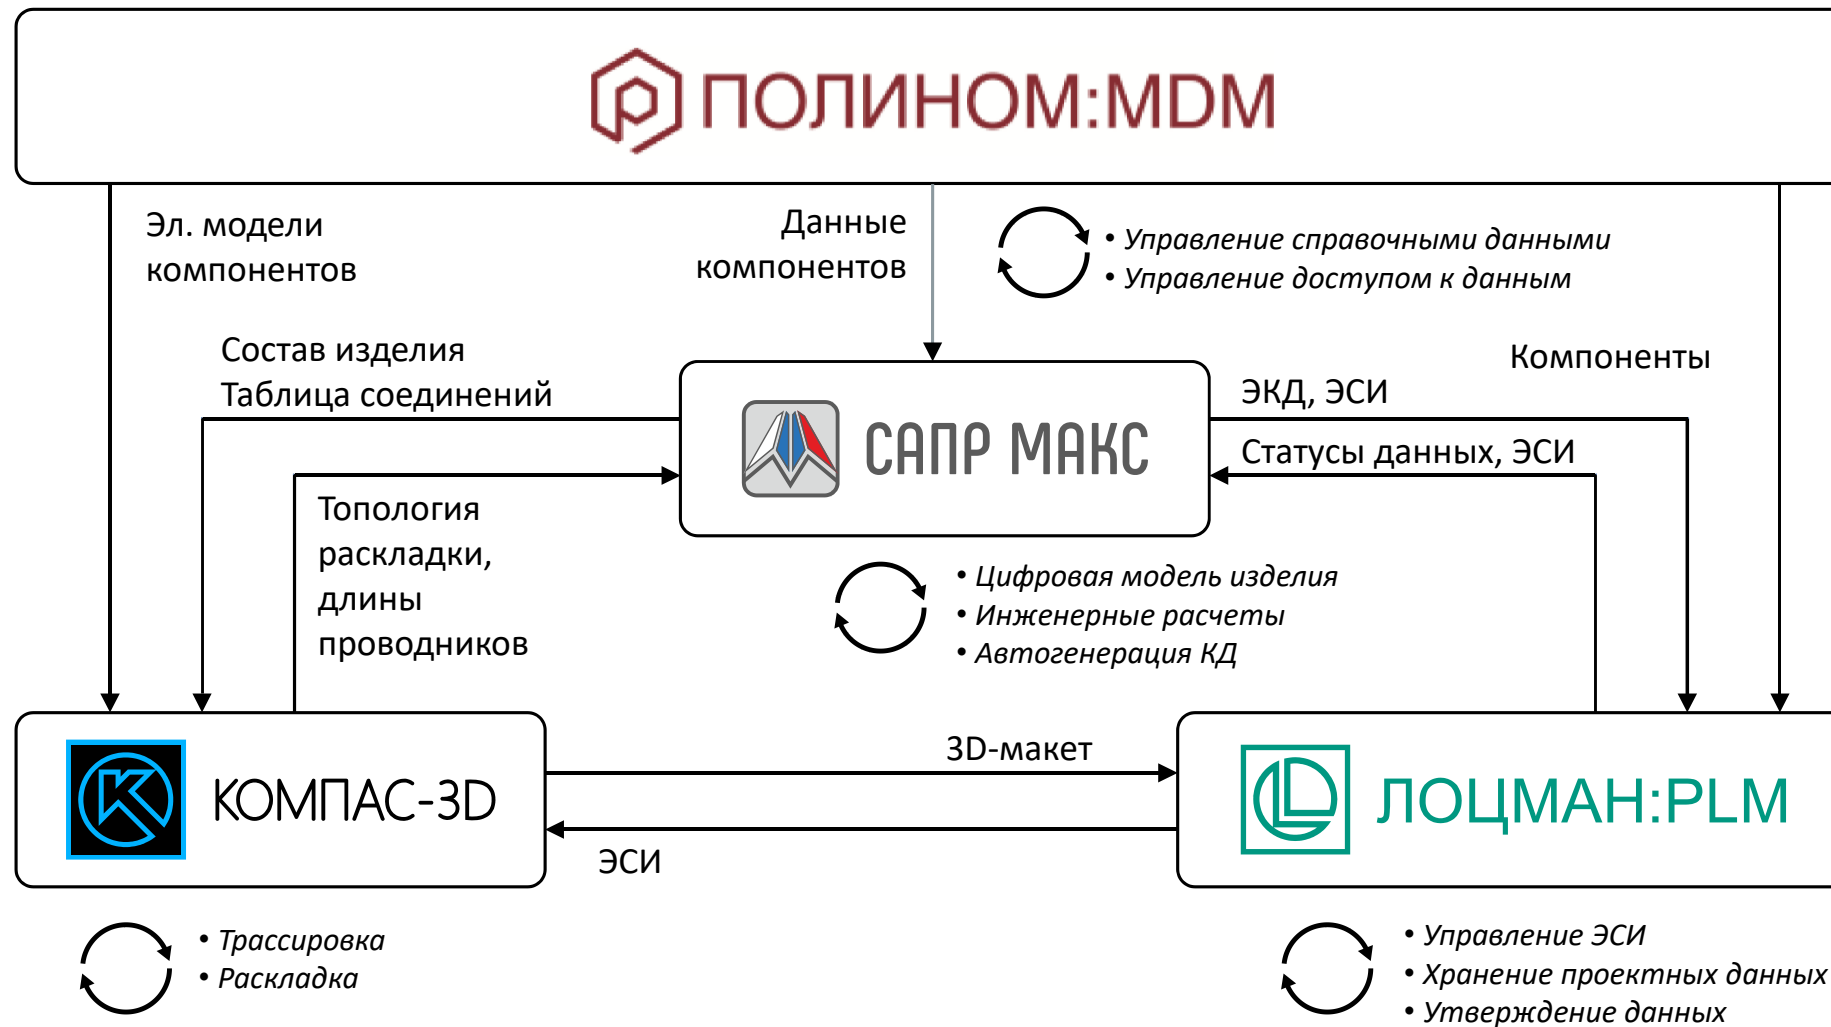 ПОЛИНОМ:MDM
Эл. модели
компонентов
Данные
компонентов
• Управление справочными данными
• Управление доступом к данным
Состав изделия
Таблица соединений
Компоненты
ЭКД, ЭСИ
САПР МАКС
Статусы данных, ЭСИ
Топология
раскладки,
длины
проводников
• Цифровая модель изделия
• Инженерные расчеты
• Автогенерация КД
КОМПАС-3D
3D-макет
ЭСИ
ЛОЦМАН:PLM
• Трассировка
• Раскладка
• Управление ЭСИ
• Хранение проектных данных
• Утверждение данных